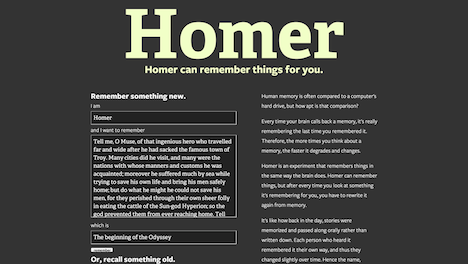 Homer
Homer can remember things for you.
Remember something new.
I am
Homer
and I want to remember
Tell me, O Muse, of that ingenious hero who travelled
far and wide after he had sacked the famous town of
Troy. Many cities did he visit, and many were the
nations with whose manners and customs he was
acquainted; moreover he suffered much by sea while
trying to save his own life and bring his men safely
home; but do what he might he could not save his
men, for they perished through their own sheer folly
in eating the cattle of the Sun-god Hyperion; so the
god prevented them from ever reaching home. Tell
which is
The beginning of the Odyssey
remember
Or, recall something old.
Human memory is often compared to a computer's
hard drive, but how apt is that comparison?
Every time your brain calls back a memory, it's really
remembering the last time you remembered it.
Therefore, the more times you think about a
memory, the faster it degrades and changes.
Homer is an experiment that remembers things in
the same way the brain does. Homer can remember
things, but after every time you look at something
it's remembering for you, you have to rewrite it
again from memory.
It's like how back in the day, stories were
memorized and passed along orally rather than
written down. Each person who heard it
remembered it their own way, and thus they
changed slightly over time. Hence the name,